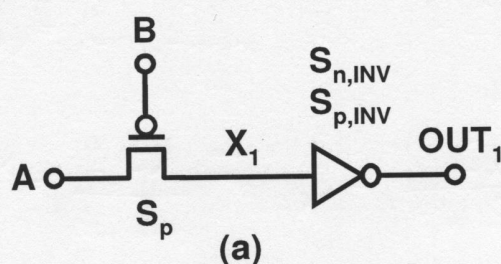 B
S_n,INV
S_p,INV
A
X_1
OUT_1
S_p
(a)